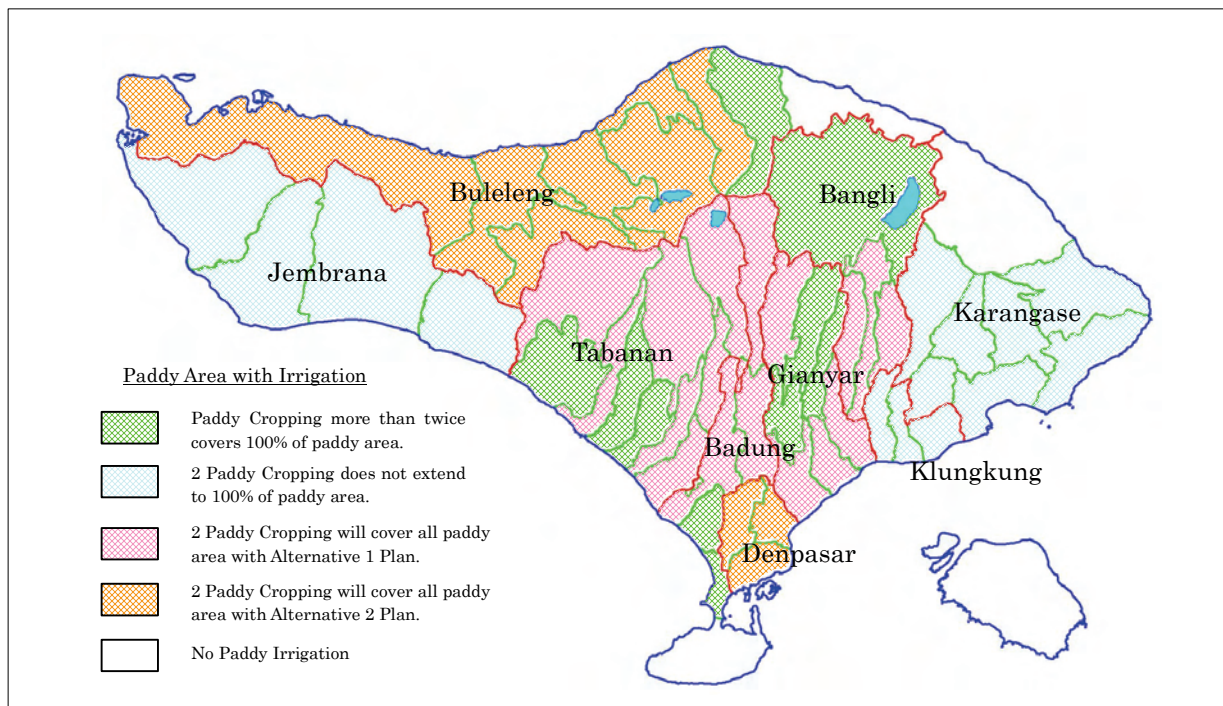 Buleleng
Bangli
Jembrana
Karangase
Tabanan
Gianyar
Badung
Klungkung
Denpasar
Paddy Area with Irrigation
Paddy Cropping more than twice
covers 100% of paddy area.
2 Paddy Cropping does not extend
to 100% of paddy area.
2 Paddy Cropping will cover all paddy
area with Alternative 1 Plan.
2 Paddy Cropping will cover all paddy
area with Alternative 2 Plan.
No Paddy Irrigation